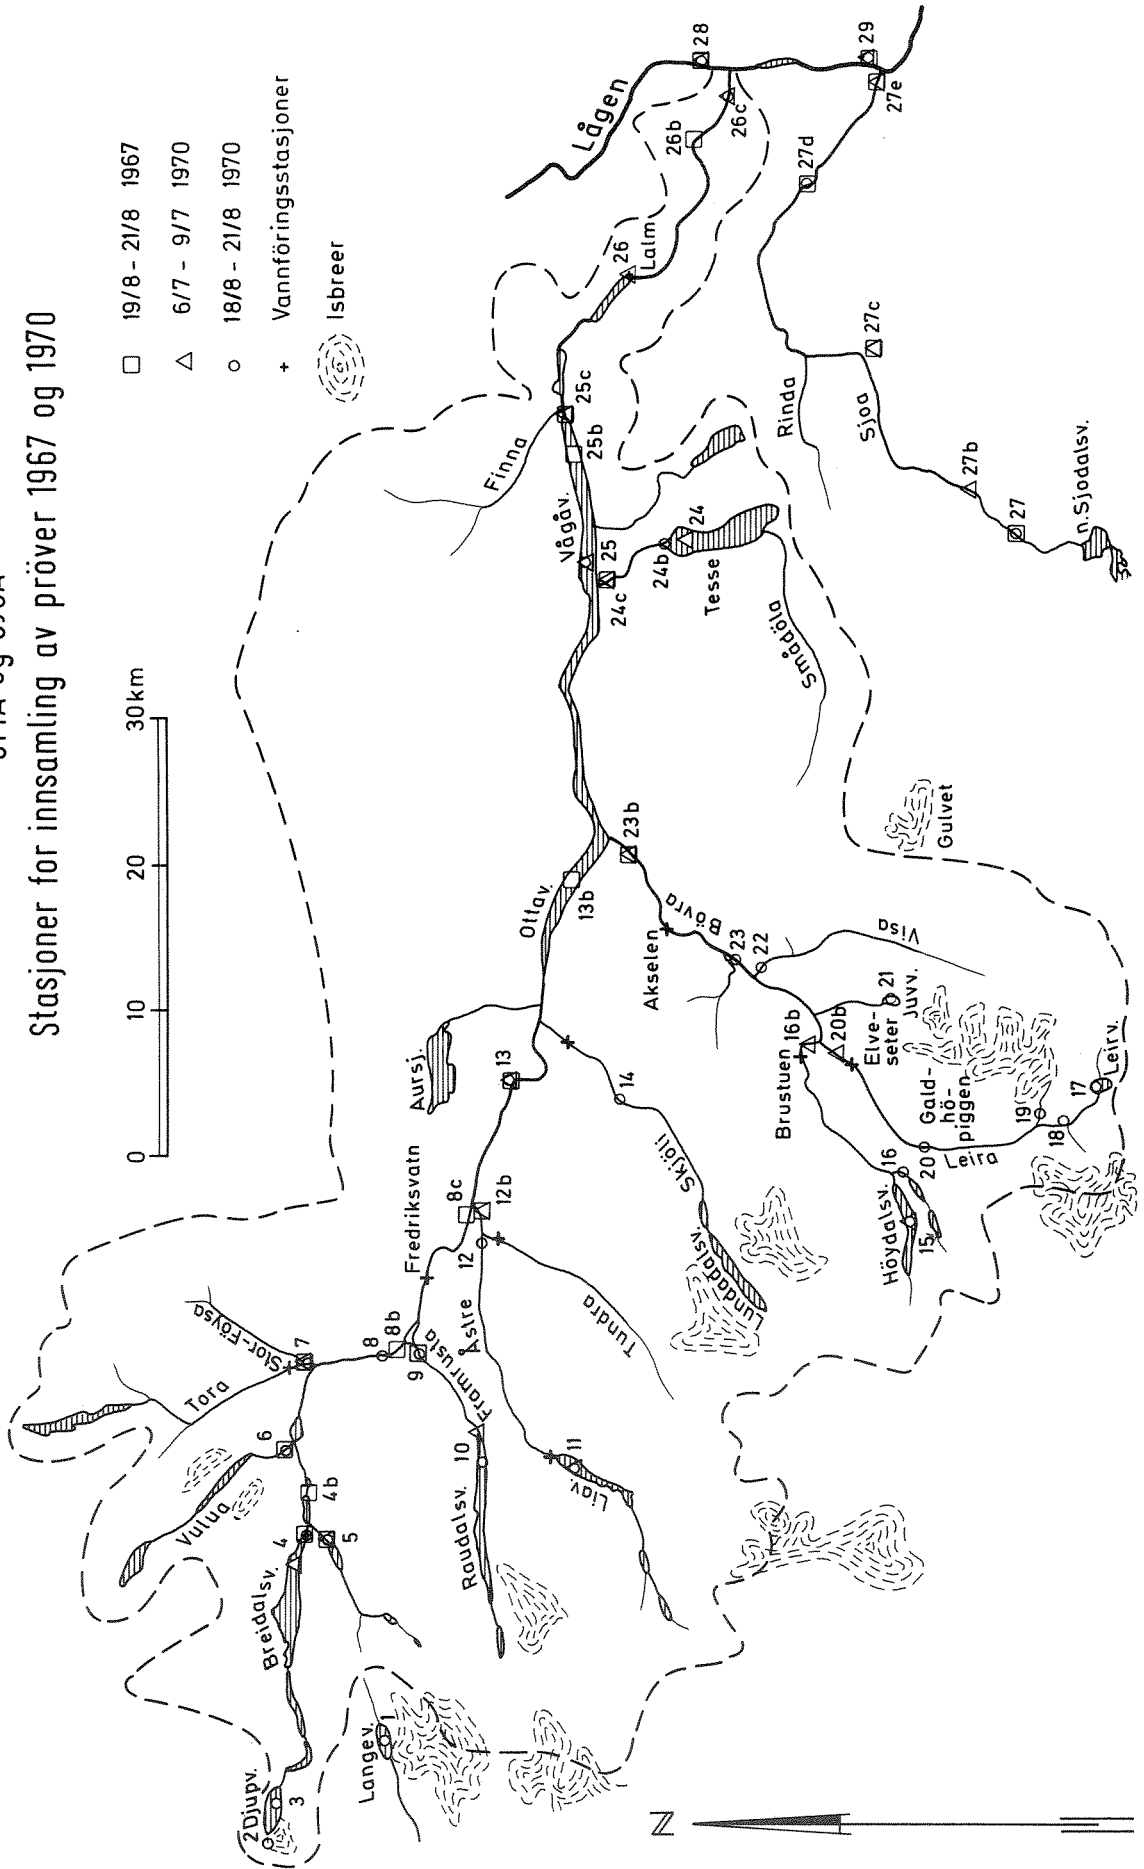 Stasjoner for innsamling av pröver 1967 og 1970
0 10 20 30km
□ 19/8 - 21/8 1967
△ 6/7 - 9/7 1970
○ 18/8 - 21/8 1970
+ Vannföringsstasjoner
Isbreer
2 Djupv.
3
Breidalsv.
Langev.
1
4
4b
5
Vulua
6
Tora
Stor-Föysa
7
8
8b
9
Framrusta
10
Raudalsv.
Liav.
11
Åstre
Tundra
12
12b
8c
Fredriksvatn
13
Aursj.
Skjöli
14
Lundadalsv.
Ottav.
13b
Höydalsv.
15
16
Brustuen
16b
20b
Elve-
seter
21
Juvv.
Gald-
hö-
piggen
Leira
20
19
18
17
Leirv.
Visa
22
23
Bövra
Akselen
23b
Gulvet
Vågåv.
25
24c
24b
24
Tesse
Smådöla
25b
25c
Finna
26
Lalm
26b
26c
Lågen
28
29
27e
27d
27c
Rinda
Sjoa
27b
27
n.Sjodalsv.
N